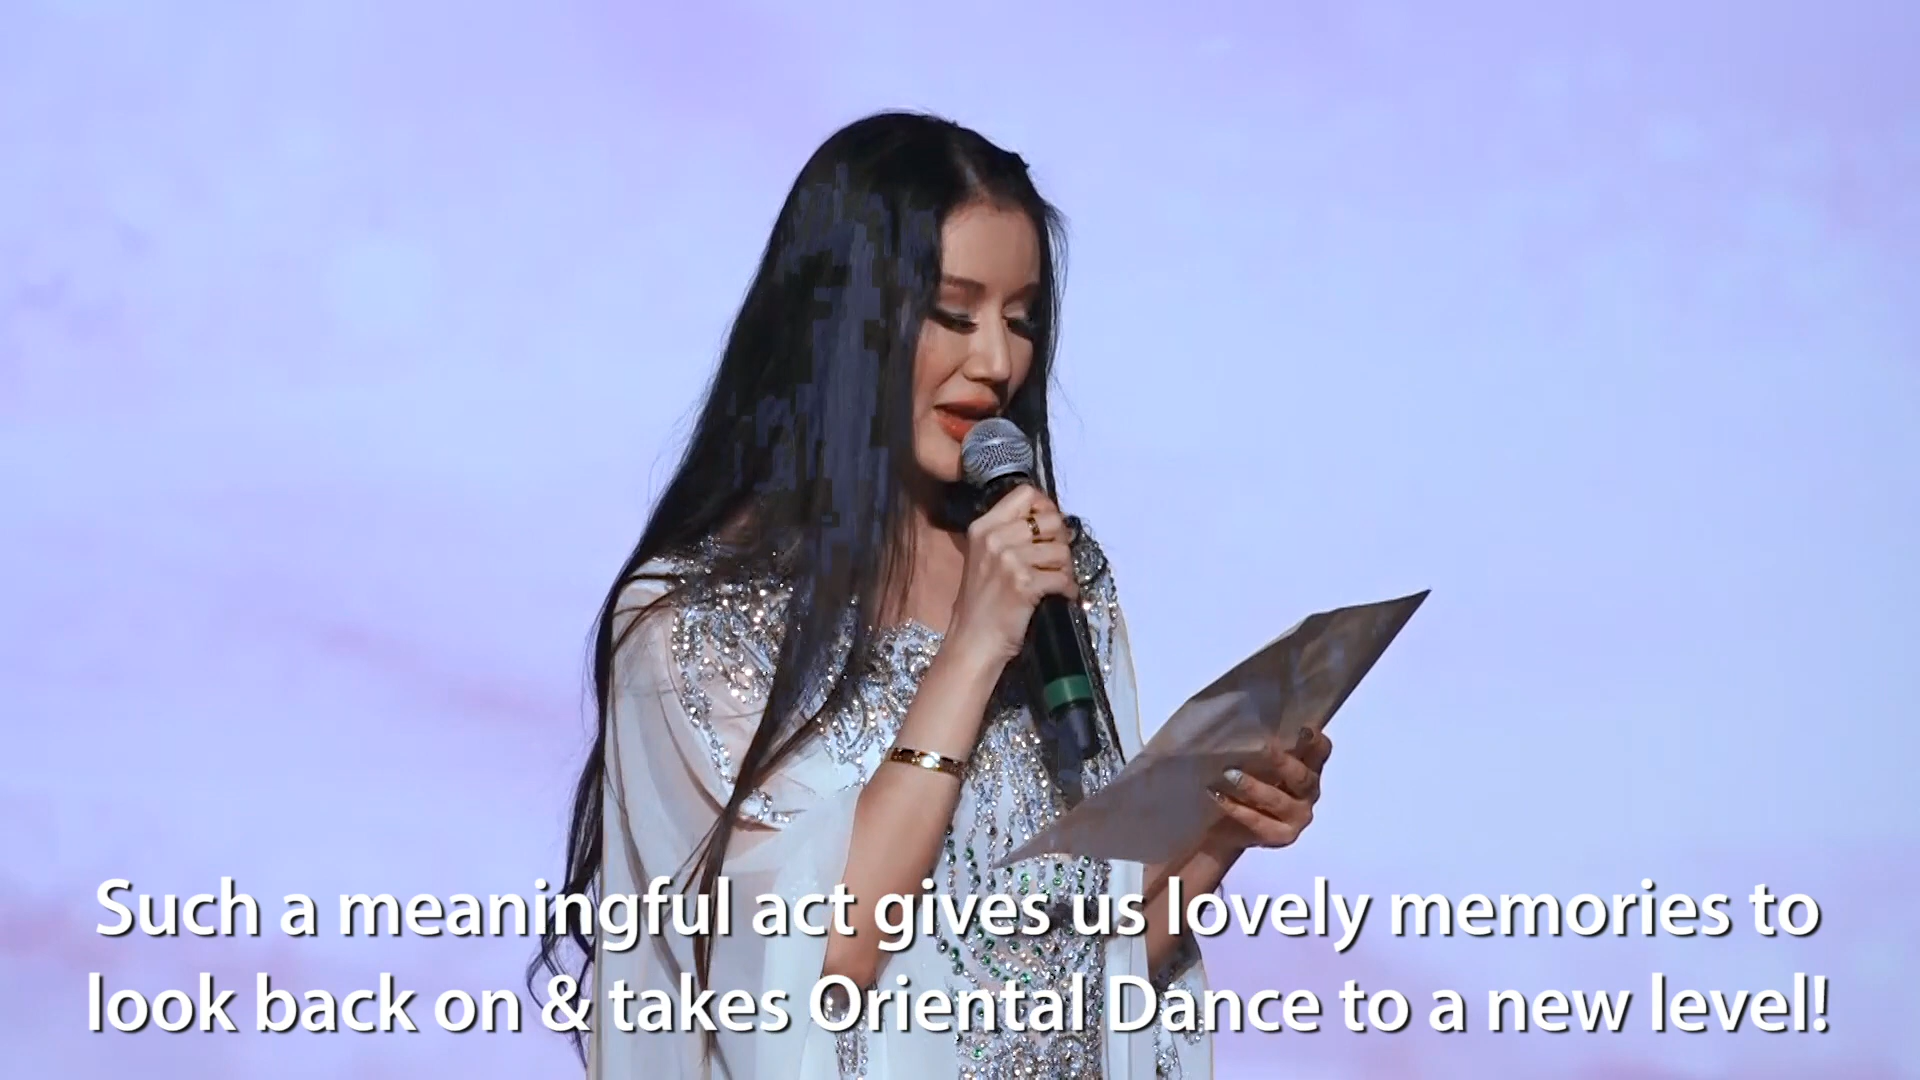 Such a meaningful act gives us lovely memories to
look back on & takes Oriental Dance to a new level!